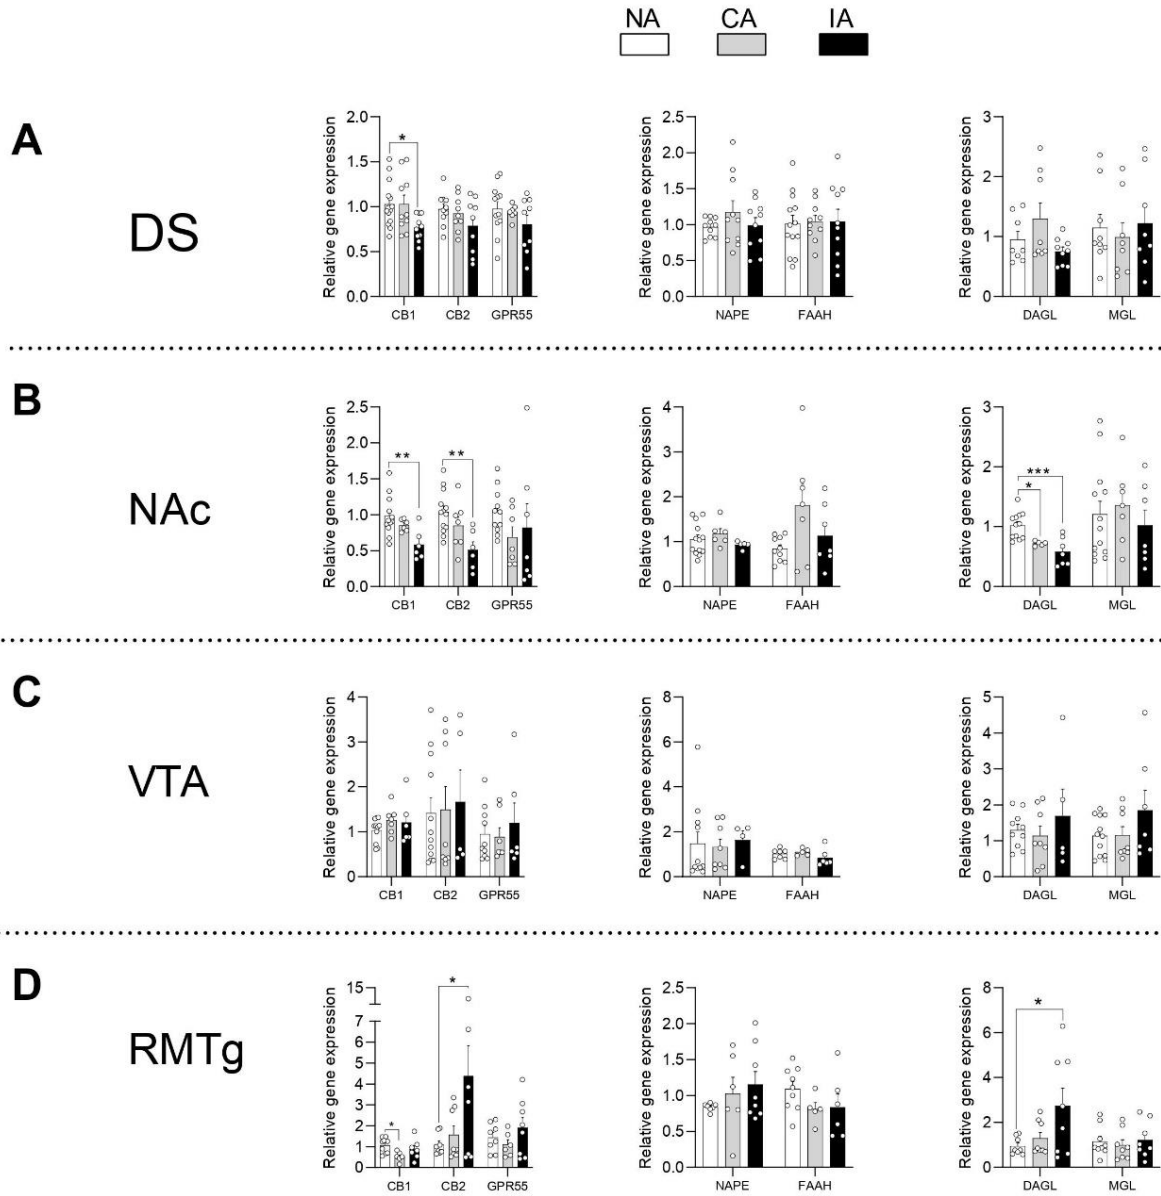 NA CA IA
A
DS
Relative gene expression
2.0
1.5
1.0
0.5
0.0
*
CB1 CB2 GPR55
Relative gene expression
2.5
2.0
1.5
1.0
0.5
0.0
NAPE FAAH
Relative gene expression
3
2
1
0
DAGL MGL
B
NAc
Relative gene expression
2.5
2.0
1.5
1.0
0.5
0.0
** **
CB1 CB2 GPR55
Relative gene expression
4
3
2
1
0
NAPE FAAH
Relative gene expression
3
2
1
0
***
*
DAGL MGL
C
VTA
Relative gene expression
4
3
2
1
0
CB1 CB2 GPR55
Relative gene expression
8
6
4
2
0
NAPE FAAH
Relative gene expression
5
4
3
2
1
0
DAGL MGL
D
RMTg
Relative gene expression
15
7
6
5
4
3
2
1
0
*
*
CB1 CB2 GPR55
Relative gene expression
2.5
2.0
1.5
1.0
0.5
0.0
NAPE FAAH
Relative gene expression
8
6
4
2
0
*
DAGL MGL